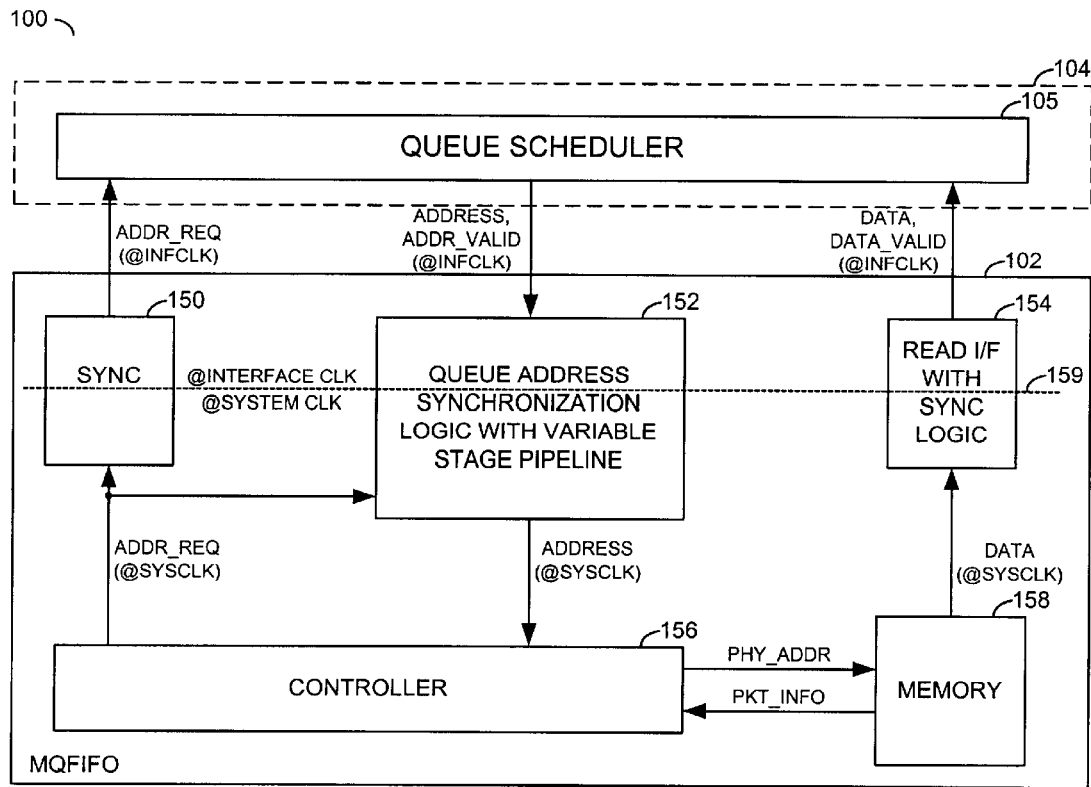 100
104
105
QUEUE SCHEDULER
ADDR_REQ
(@INFCLK)
ADDRESS,
ADDR_VALID
(@INFCLK)
DATA,
DATA_VALID
(@INFCLK)
102
150
152
154
SYNC
@INTERFACE CLK
@SYSTEM CLK
QUEUE ADDRESS
SYNCHRONIZATION
LOGIC WITH VARIABLE
STAGE PIPELINE
READ I/F
WITH
SYNC
LOGIC
159
ADDR_REQ
(@SYSCLK)
ADDRESS
(@SYSCLK)
DATA
(@SYSCLK)
156
158
CONTROLLER
PHY_ADDR
PKT_INFO
MEMORY
MQFIFO